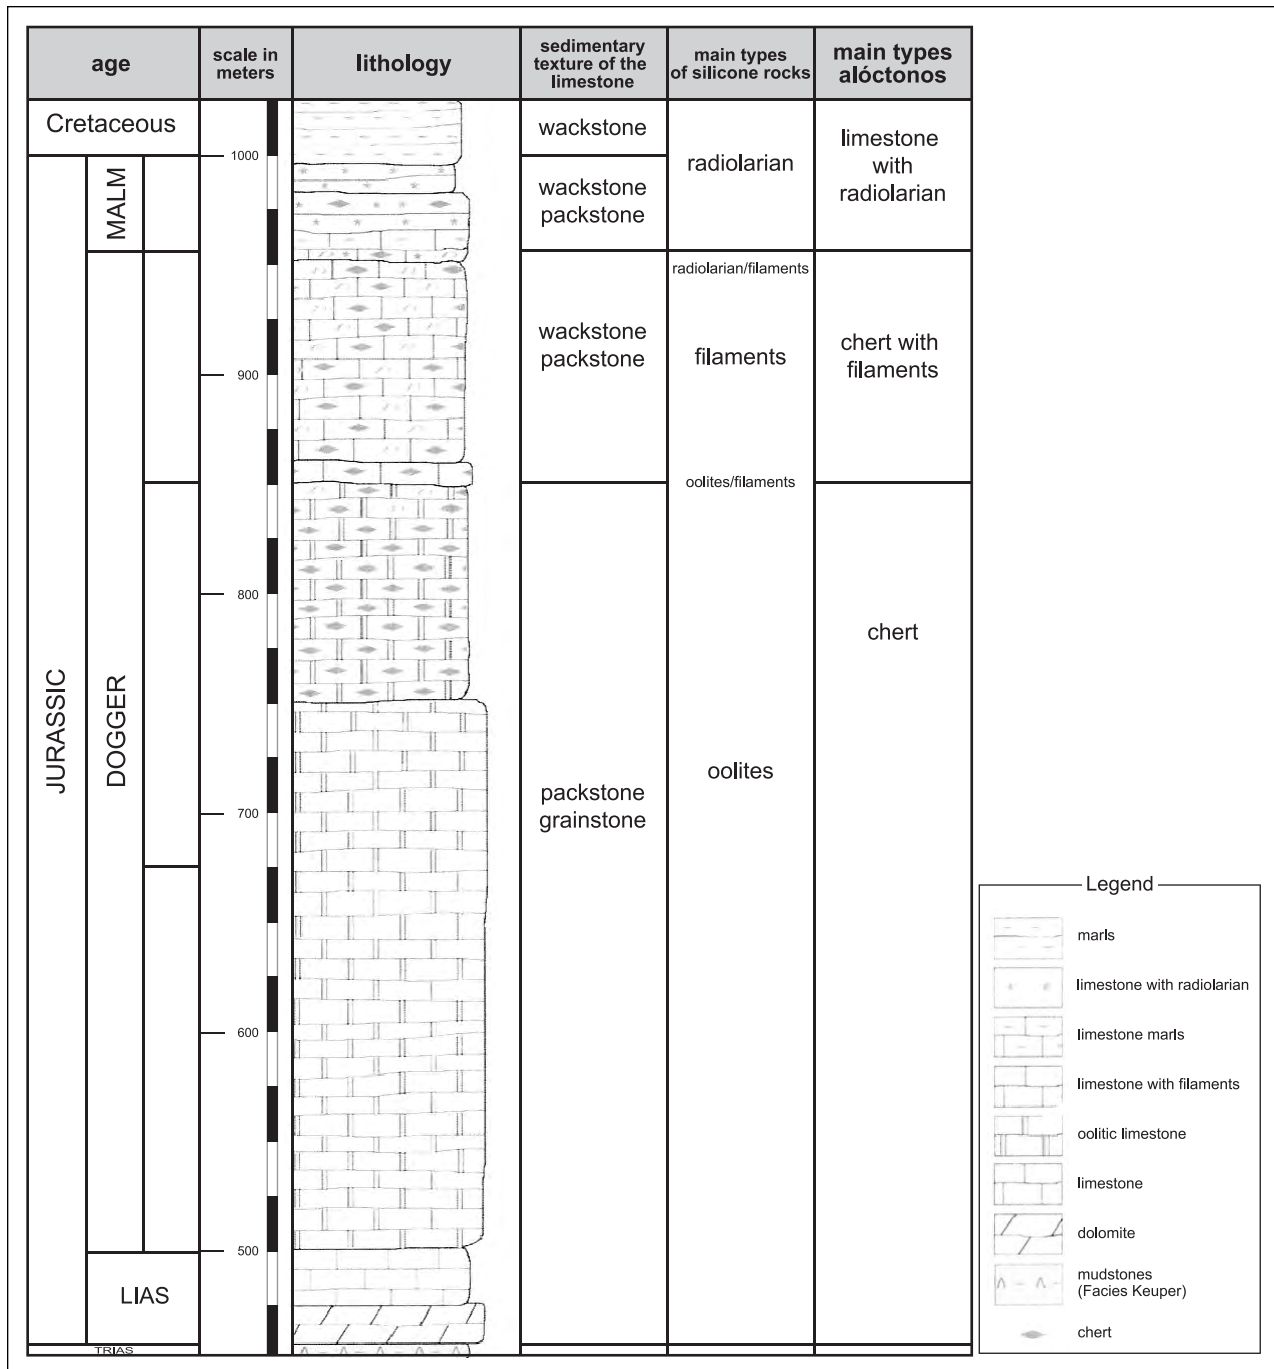 age
scale in
meters
lithology
sedimentary
texture of the
limestone
main types
of silicone rocks
main types
alóctonos
Cretaceous
wackstone
radiolarian
limestone
with
radiolarian
1000
MALM
wackstone
packstone
radiolarian/filaments
wackstone
packstone
filaments
chert with
filaments
900
oolites/filaments
800
chert
JURASSIC
DOGGER
oolites
packstone
grainstone
700
600
500
LIAS
TRIAS
Legend
marls
limestone with radiolarian
limestone marls
limestone with filaments
oolitic limestone
limestone
dolomite
mudstones
(Facies Keuper)
chert